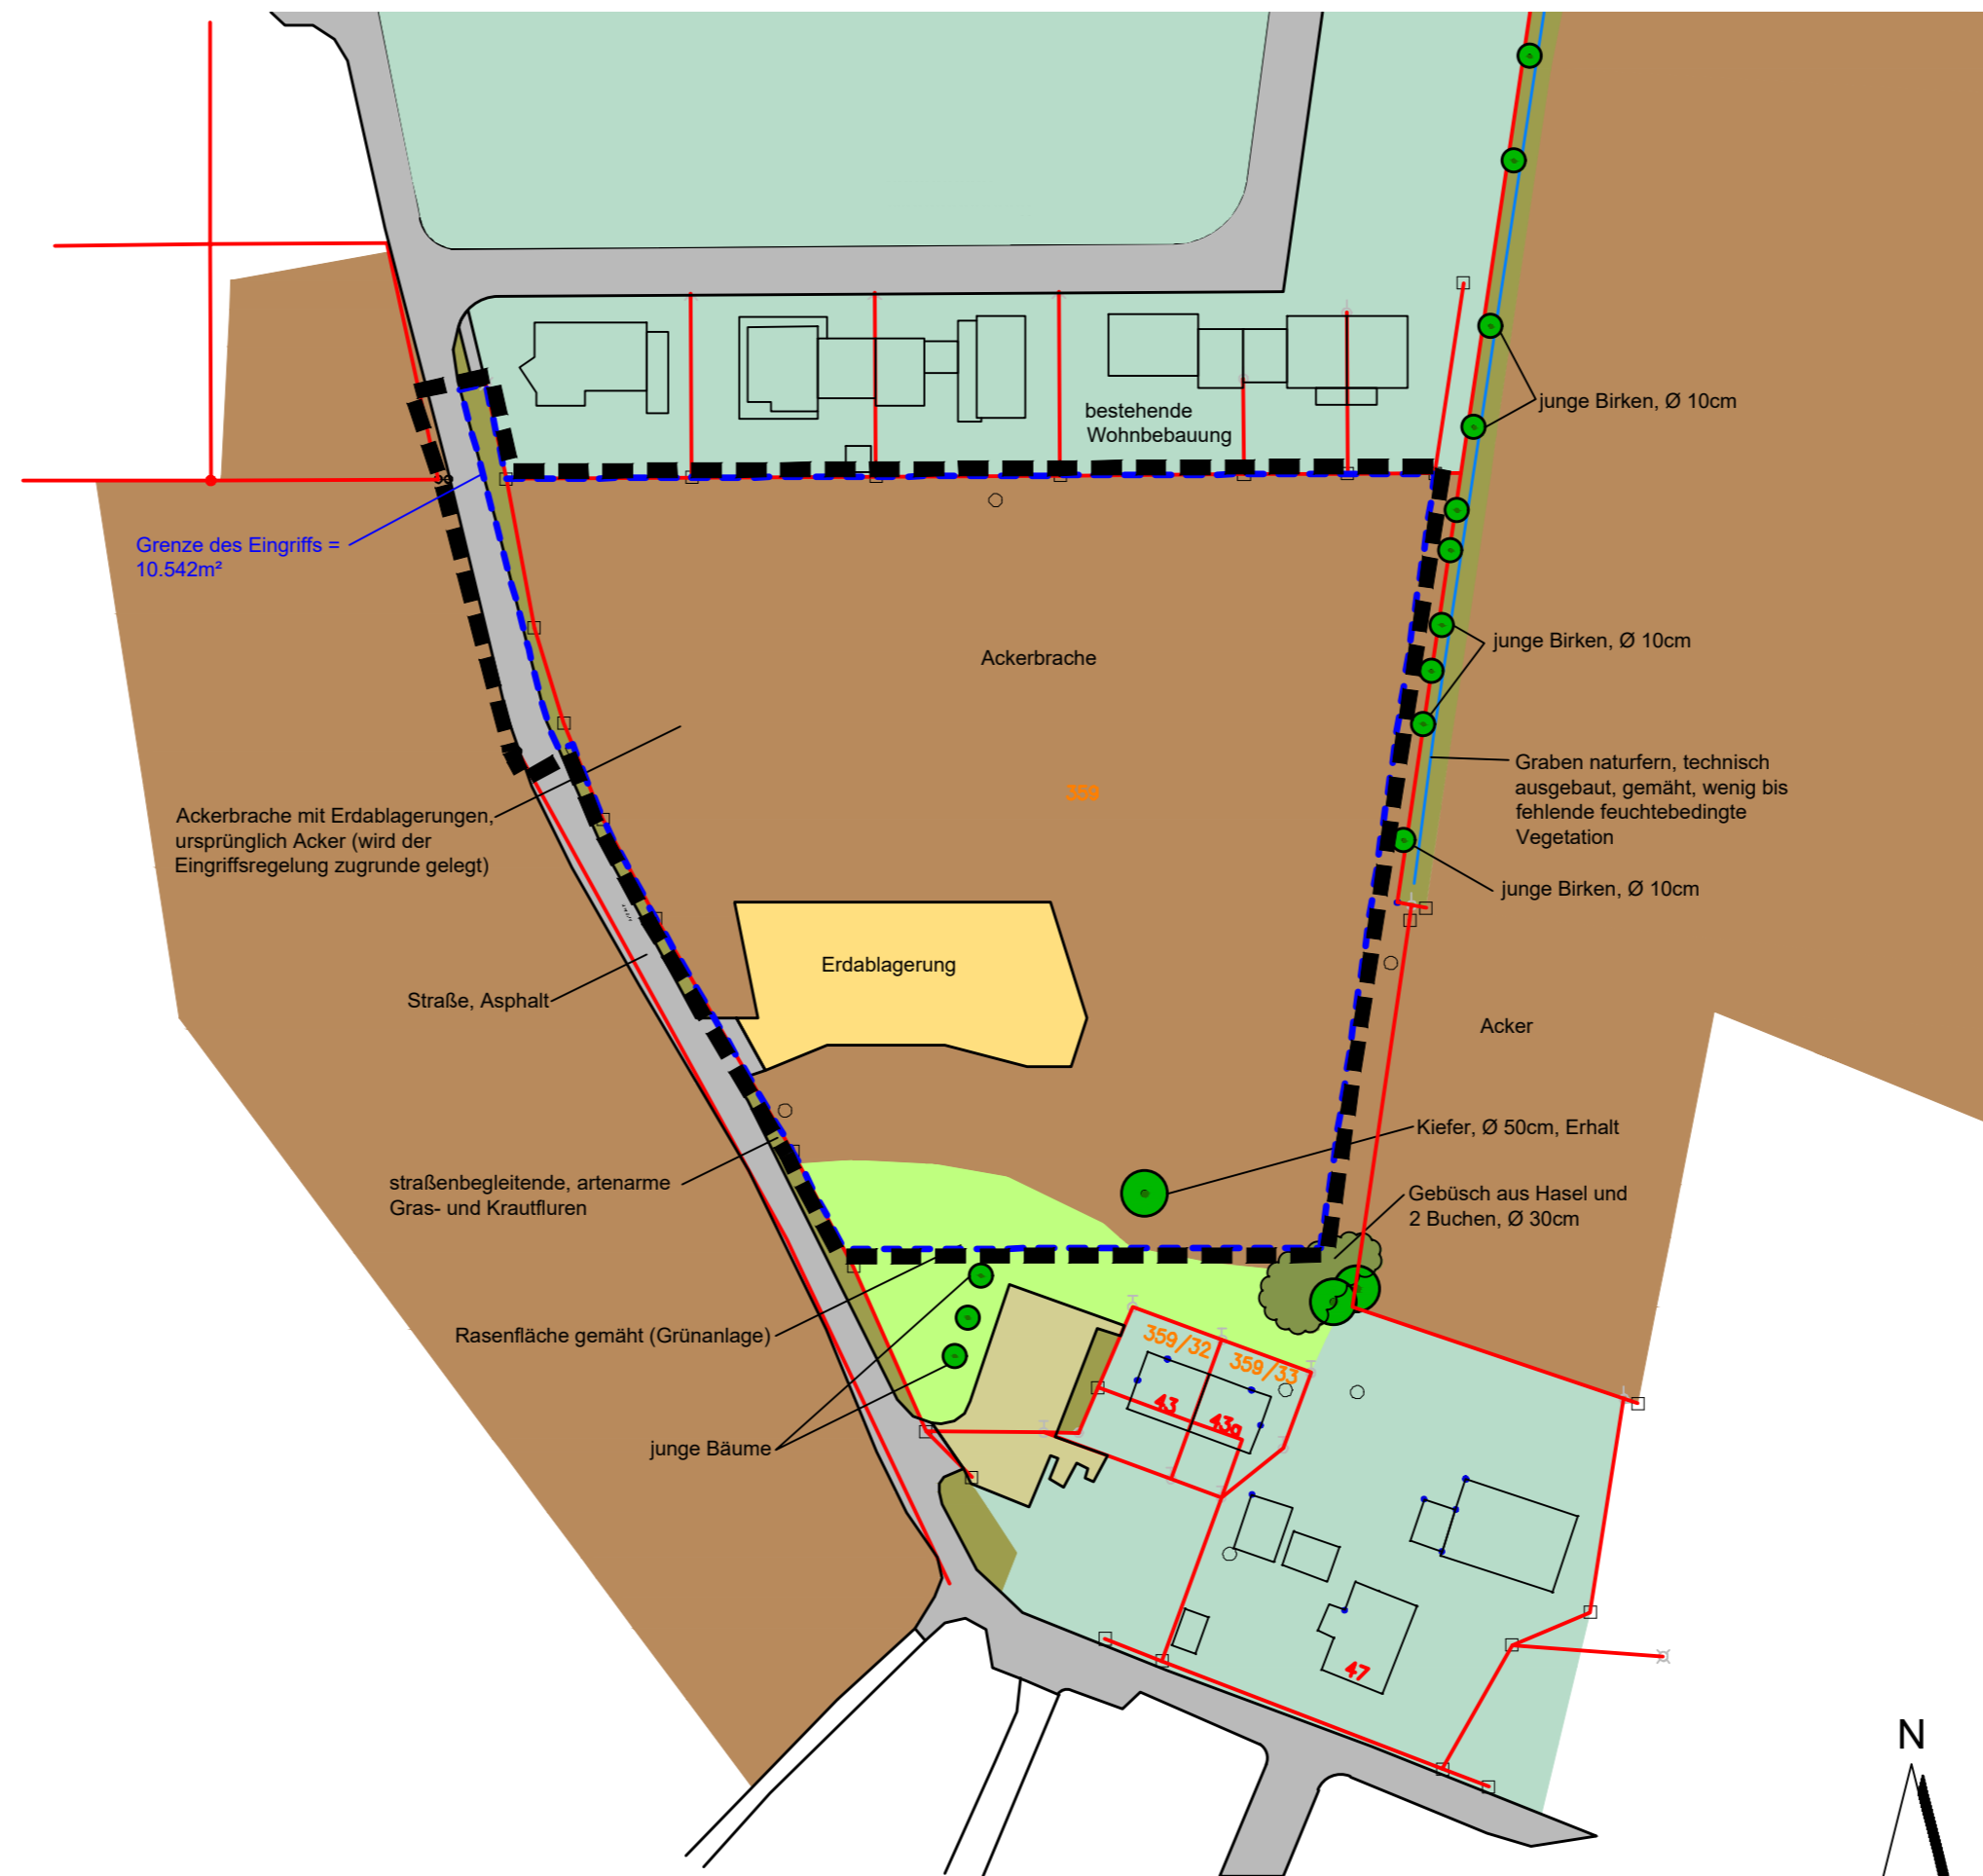 bestehende
Wohnbebauung
junge Birken, Ø 10cm
Grenze des Eingriffs =
10.542m²
Ackerbrache
junge Birken, Ø 10cm
Graben naturfern, technisch
ausgebaut, gemäht, wenig bis
fehlende feuchtebedingte
Vegetation
359
Ackerbrache mit Erdablagerungen,
ursprünglich Acker (wird der
Eingriffsregelung zugrunde gelegt)
junge Birken, Ø 10cm
Erdablagerung
Straße, Asphalt
Acker
Kiefer, Ø 50cm, Erhalt
straßenbegleitende, artenarme
Gras- und Krautfluren
Gebüsch aus Hasel und
2 Buchen, Ø 30cm
Rasenfläche gemäht (Grünanlage)
359/32
359/33
43
43a
junge Bäume
47
N